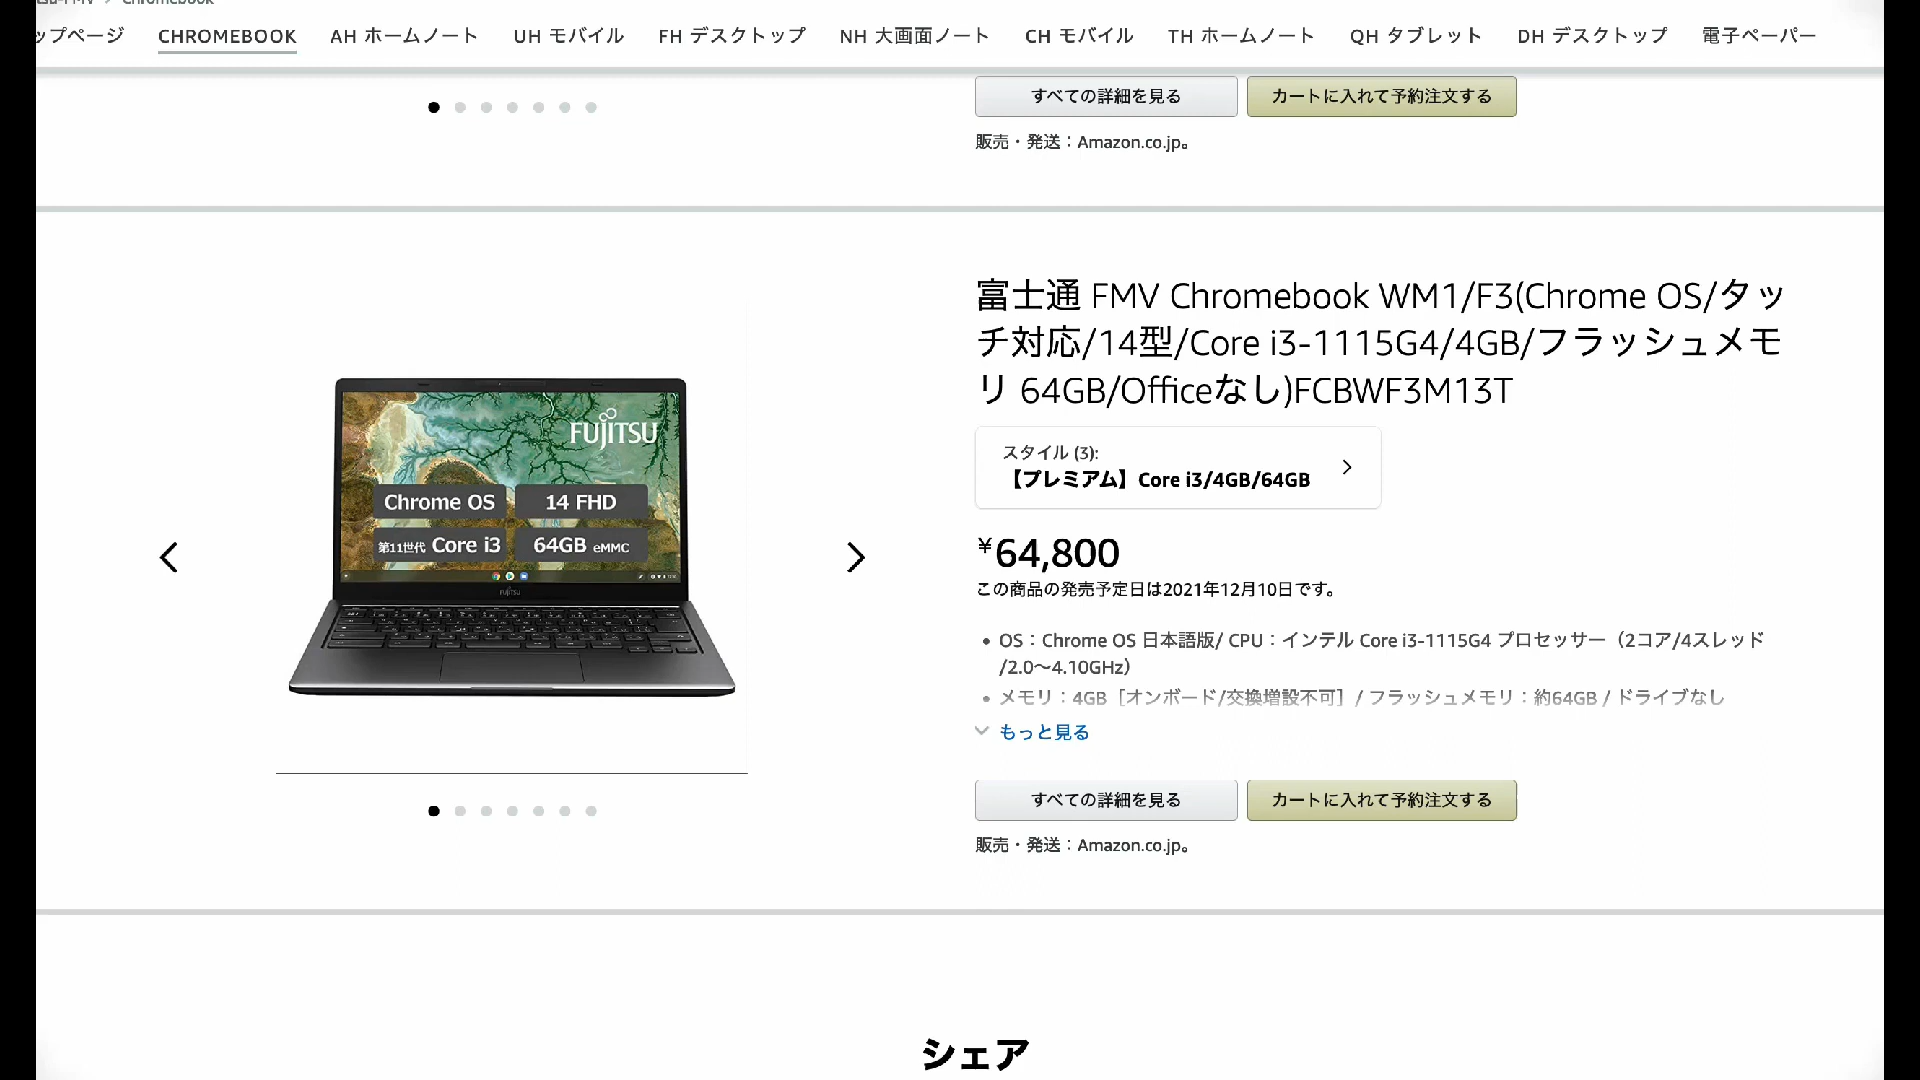 Chromebook
ップページ CHROMEBOOK AH ホームノート UH モバイル FH デスクトップ NH 大画面ノート CH モバイル TH ホームノート QH タブレット DH デスクトップ 電子ペーパー
すべての詳細を見る カートに入れて予約注文する
販売・発送：Amazon.co.jp。
富士通 FMV Chromebook WM1/F3(Chrome OS/タッ
チ対応/14型/Core i3-1115G4/4GB/フラッシュメモ
リ 64GB/Officeなし)FCBWF3M13T
スタイル (3):
【プレミアム】Core i3/4GB/64GB
FUJITSU
Chrome OS 14 FHD
第11世代 Core i3 64GB eMMC
FUJITSU
¥64,800
この商品の発売予定日は2021年12月10日です。
• OS：Chrome OS 日本語版/ CPU：インテル Core i3-1115G4 プロセッサー（2コア/4スレッド
/2.0～4.10GHz）
• メモリ：4GB［オンボード/交換増設不可］/ フラッシュメモリ：約64GB / ドライブなし
もっと見る
すべての詳細を見る カートに入れて予約注文する
販売・発送：Amazon.co.jp。
シェア